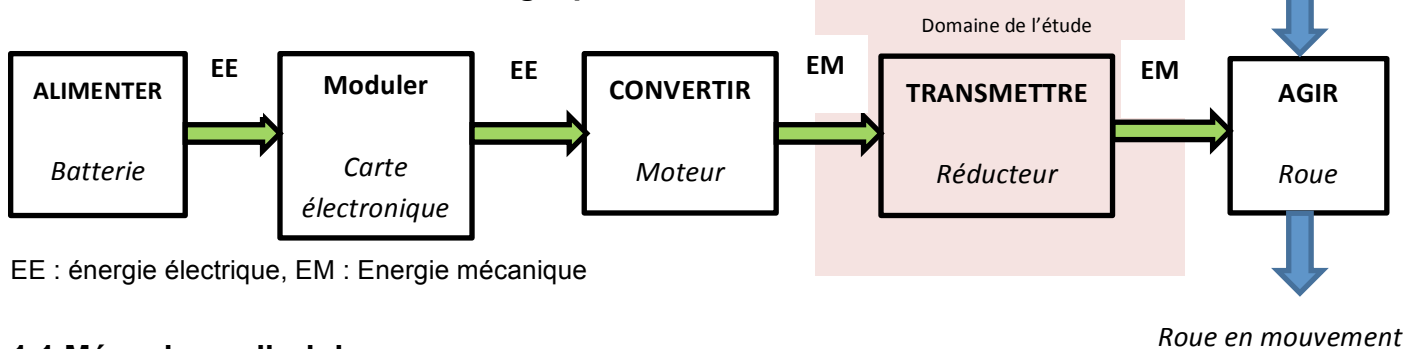 Domaine de l’étude
EE
EE
EM
EM
ALIMENTER
Batterie
Moduler
Carte
électronique
CONVERTIR
Moteur
TRANSMETTRE
Réducteur
AGIR
Roue
EE : énergie électrique, EM : Energie mécanique
Roue en mouvement